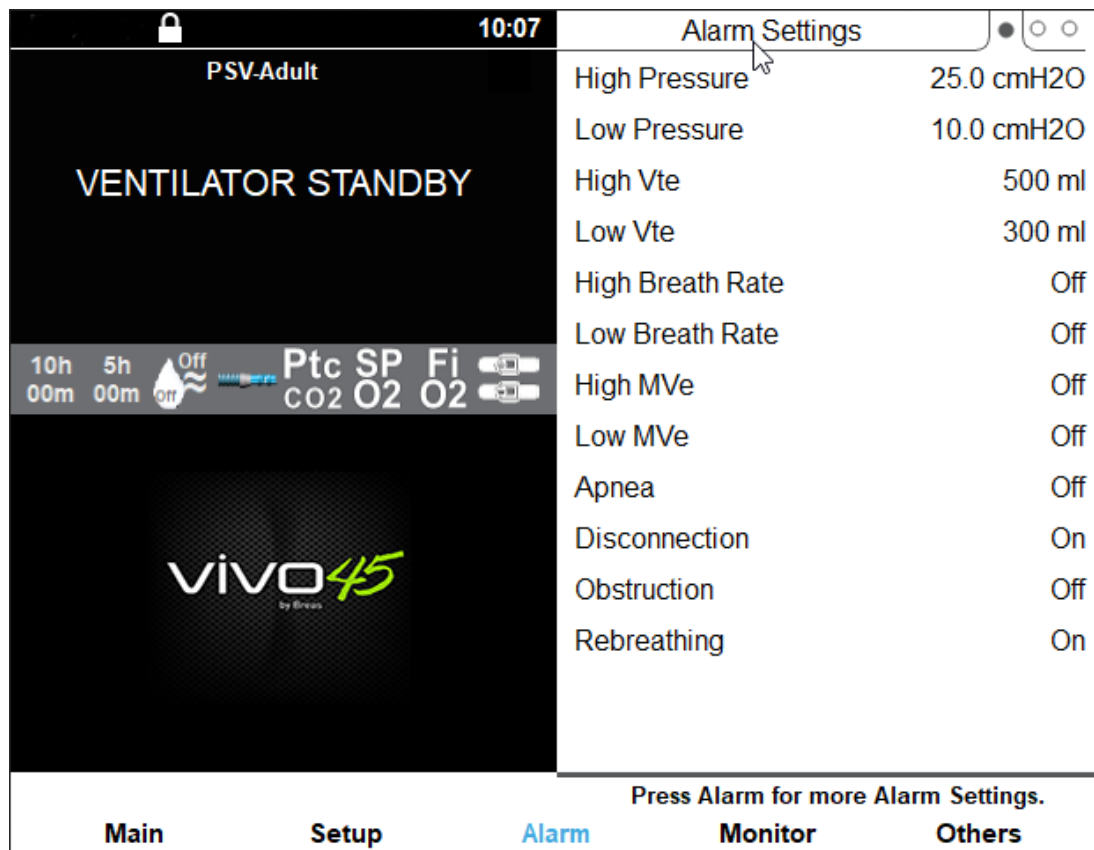 10:07
PSV-Adult
VENTILATOR STANDBY
10h 5h Off Ptc SP Fi
00m 00m Off CO2 O2 O2
vivo45
by Breas
Alarm Settings
High Pressure 25.0 cmH2O
Low Pressure 10.0 cmH2O
High Vte 500 ml
Low Vte 300 ml
High Breath Rate Off
Low Breath Rate Off
High MVe Off
Low MVe Off
Apnea Off
Disconnection On
Obstruction Off
Rebreathing On
Press Alarm for more Alarm Settings.
Main Setup Alarm Monitor Others